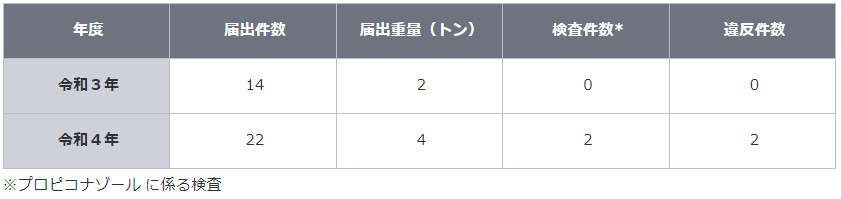 年度 届出件数 届出重量（トン） 検査件数* 違反件数
令和３年 14 2 0 0
令和４年 22 4 2 2
※プロピコナゾール に係る検査